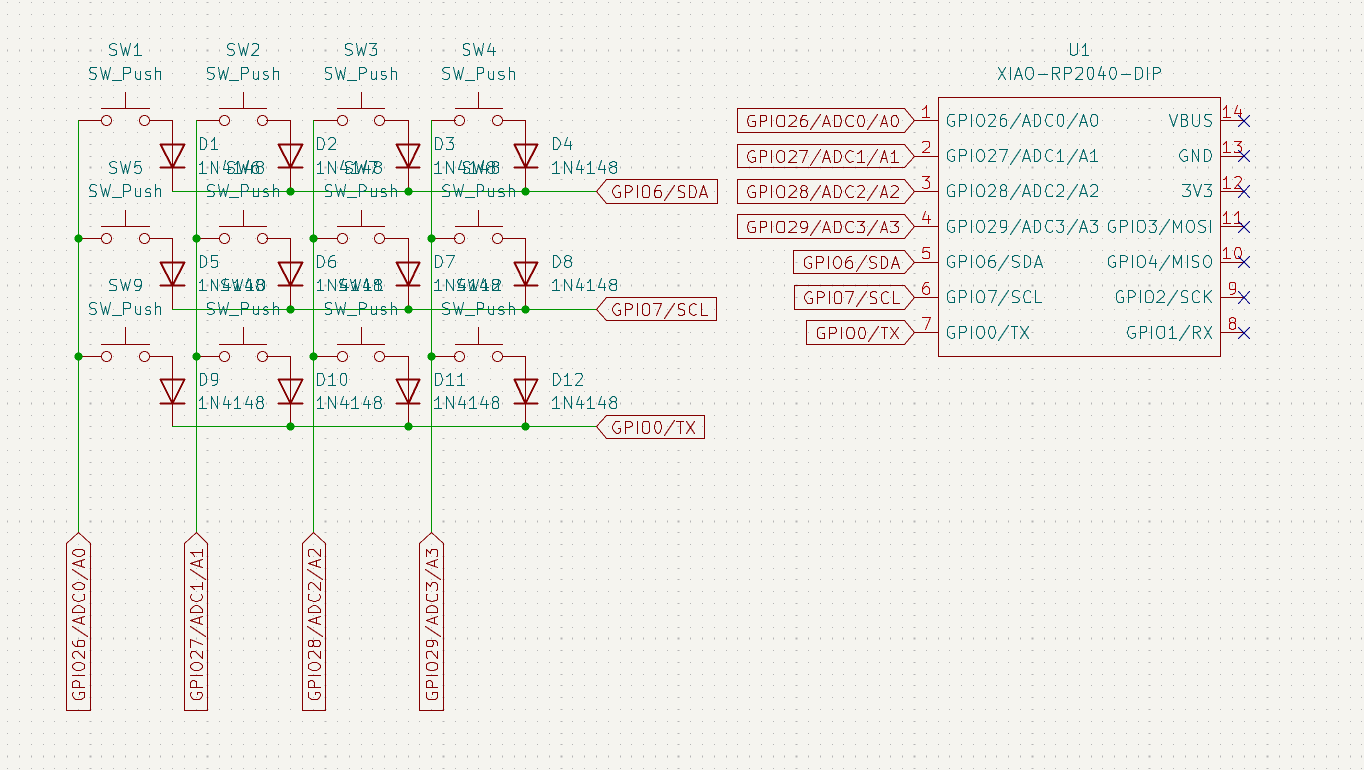 SW1 SW2 SW3 SW4
SW_Push SW_Push SW_Push SW_Push
D1 D2 D3 D4
1N4148 1N4148 1N4148 1N4148
SW5 SW6 SW7 SW8
SW_Push SW_Push SW_Push SW_Push
GPIO6/SDA
D5 D6 D7 D8
1N4148
SW9
SW_Push SW_Push SW_Push SW_Push
GPIO7/SCL
D9 D10 D11 D12
1N4148 1N4148 1N4148 1N4148
GPIO0/TX
GPIO26/ADC0/A0
GPIO27/ADC1/A1
GPIO28/ADC2/A2
GPIO29/ADC3/A3
U1
XIAO-RP2040-DIP
GPIO26/ADC0/A0 1 GPIO26/ADC0/A0 VBUS 14
GPIO27/ADC1/A1 2 GPIO27/ADC1/A1 GND 13
GPIO28/ADC2/A2 3 GPIO28/ADC2/A2 3V3 12
GPIO29/ADC3/A3 4 GPIO29/ADC3/A3 GPIO3/MOSI 11
GPIO6/SDA 5 GPIO6/SDA GPIO4/MISO 10
GPIO7/SCL 6 GPIO7/SCL GPIO2/SCK 9
GPIO0/TX 7 GPIO0/TX GPIO1/RX 8